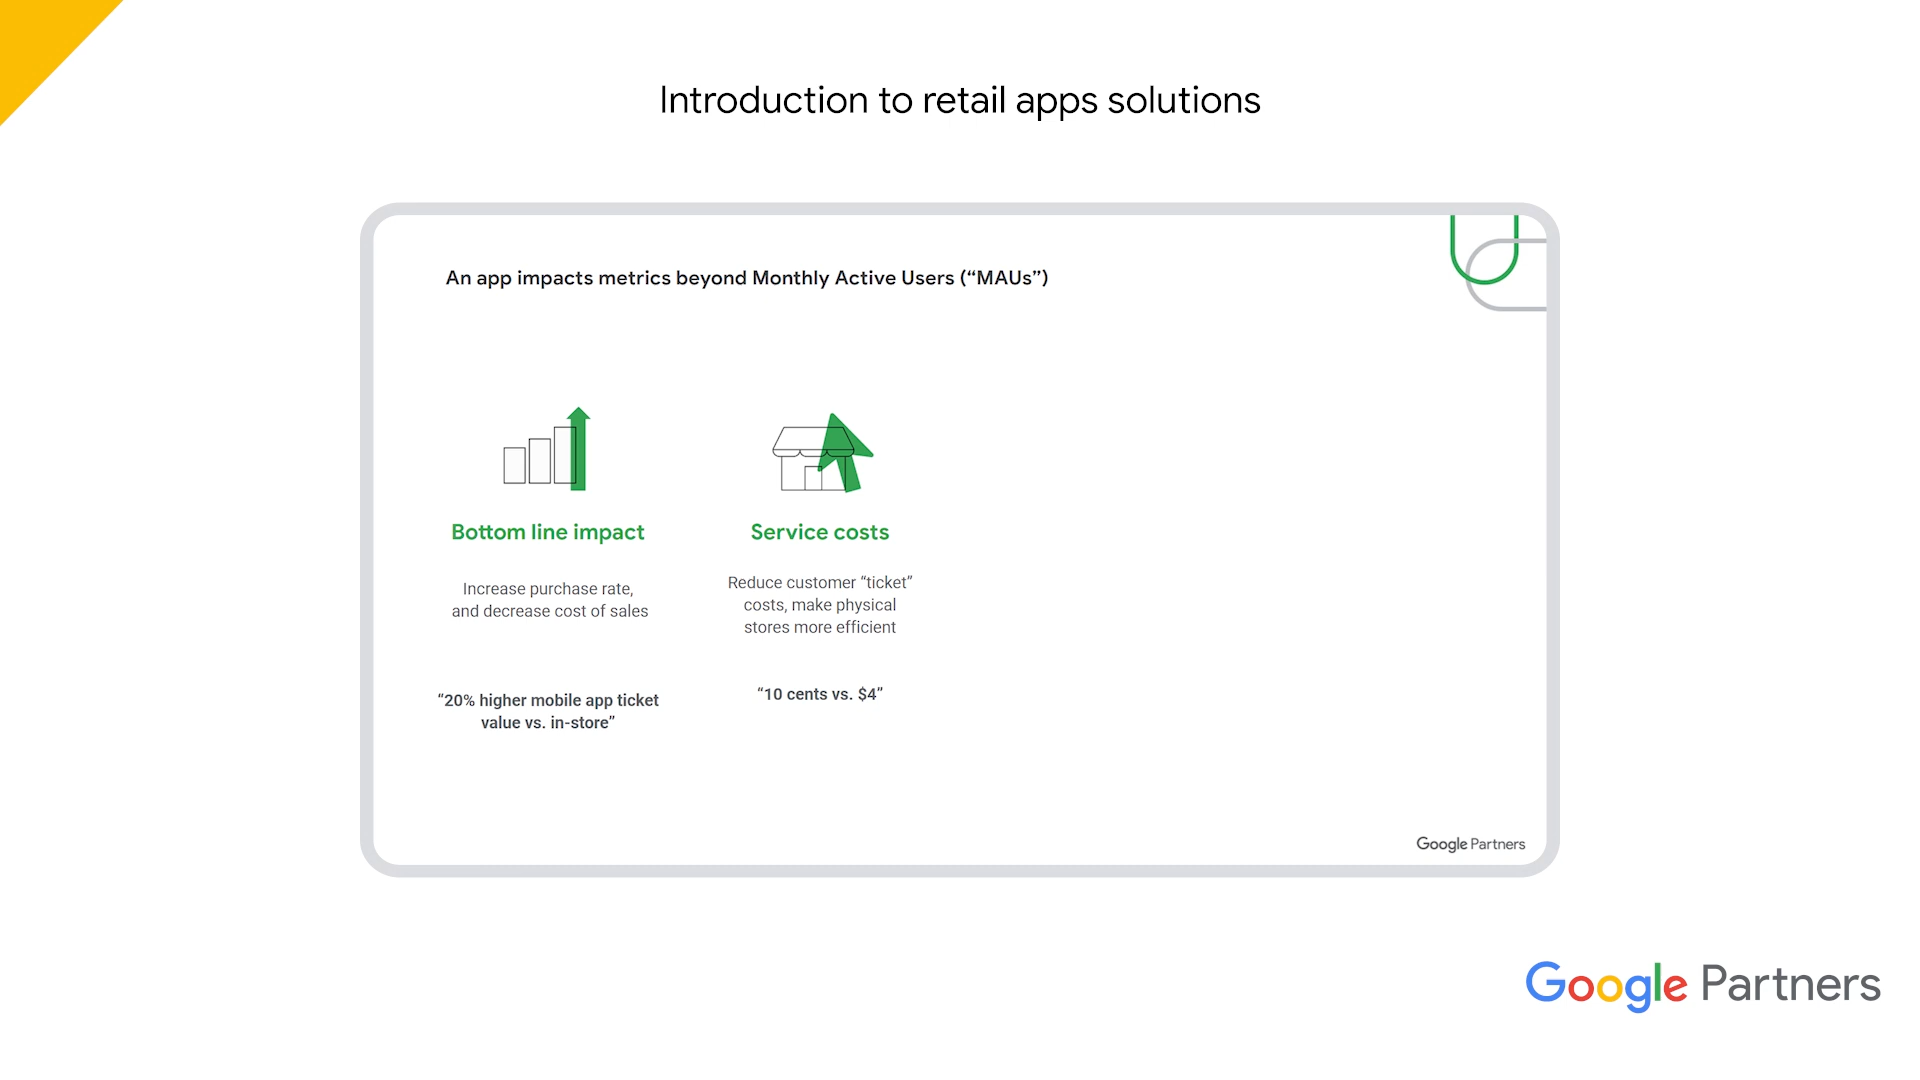 Introduction to retail apps solutions
An app impacts metrics beyond Monthly Active Users (“MAUs”)
Bottom line impact
Increase purchase rate,
and decrease cost of sales
“20% higher mobile app ticket
value vs. in-store”
Service costs
Reduce customer “ticket”
costs, make physical
stores more efficient
“10 cents vs. $4”
Google Partners
Google Partners